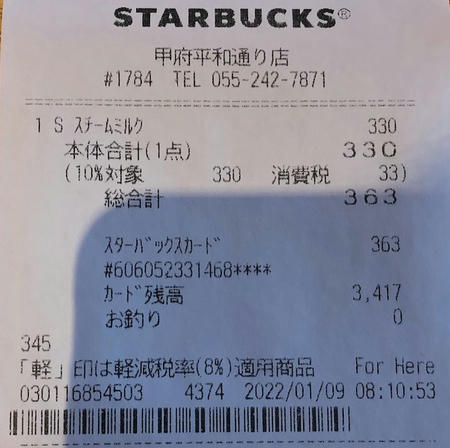 STARBUCKS®
甲府平和通り店
#1784 TEL 055-242-7871
1 S ｽﾁｰﾑﾐﾙｸ 330
本体合計(1点) 330
(10%対象 330 消費税 33)
総合計 363
ｽﾀｰﾊﾞｯｸｽｶｰﾄﾞ 363
#606052331468****
ｶｰﾄﾞ残高 3,417
お釣り 0
345
「軽」印は軽減税率(8%)適用商品 For Here
030116854503 4374 2022/01/09 08:10:53